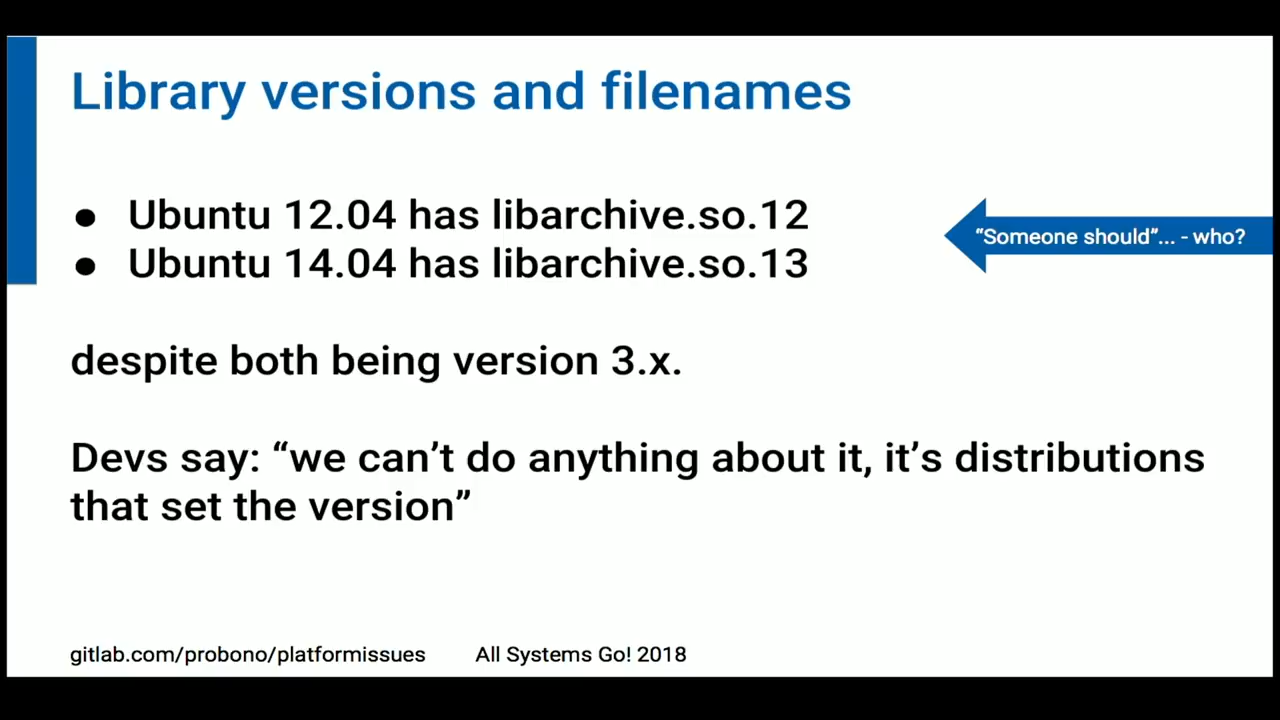 Library versions and filenames
● Ubuntu 12.04 has libarchive.so.12
● Ubuntu 14.04 has libarchive.so.13
“Someone should”... - who?
despite both being version 3.x.
Devs say: “we can’t do anything about it, it’s distributions
that set the version”
gitlab.com/probono/platformissues All Systems Go! 2018